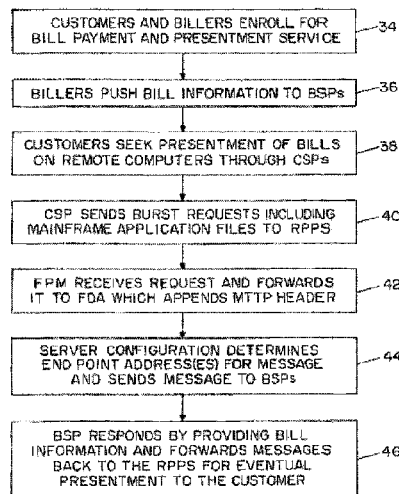 CUSTOMERS AND BILLERS ENROLL FOR
BILL PAYMENT AND PRESENTMENT SERVICE
34
BILLERS PUSH BILL INFORMATION TO BSPs
36
CUSTOMERS SEEK PRESENTMENT OF BILLS
ON REMOTE COMPUTERS THROUGH CSPs
38
CSP SENDS BURST REQUESTS INCLUDING
MAINFRAME APPLICATION FILES TO RPPS
40
FPM RECEIVES REQUEST AND FORWARDS
IT TO FDA WHICH APPENDS MTTP HEADER
42
SERVER CONFIGURATION DETERMINES
END POINT ADDRESS(ES) FOR MESSAGE
AND SENDS MESSAGE TO BSPs
44
BSP RESPONDS BY PROVIDING BILL
INFORMATION AND FORWARDS MESSAGES
BACK TO THE RPPS FOR EVENTUAL
PRESENTMENT TO THE CUSTOMER
46